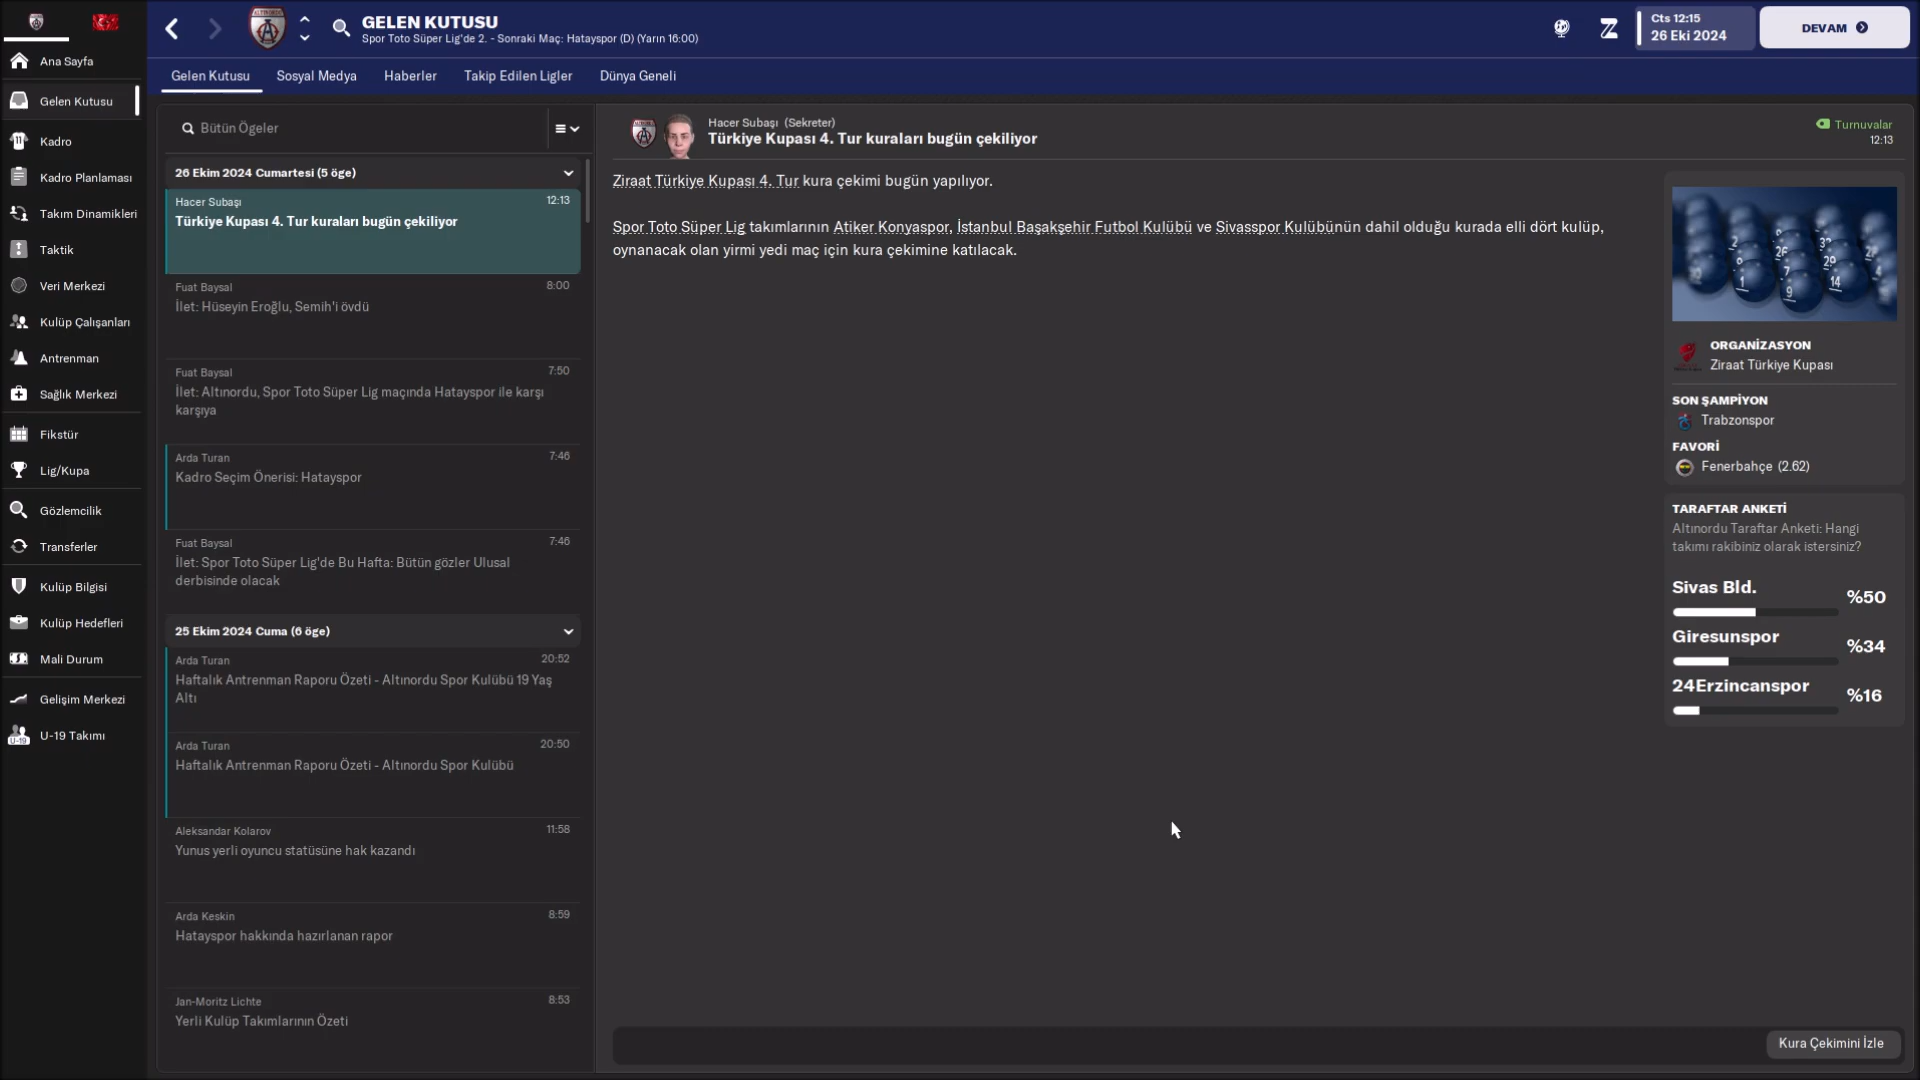 GELEN KUTUSU
Spor Toto Süper Lig'de 2. - Sonraki Maç: Hatayspor (D) (Yarın 16:00)
Cts 12:15
26 Eki 2024
DEVAM
Ana Sayfa
Gelen Kutusu
Kadro
Kadro Planlaması
Takım Dinamikleri
Taktik
Veri Merkezi
Kulüp Çalışanları
Antrenman
Sağlık Merkezi
Fikstür
Lig/Kupa
Gözlemcilik
Transferler
Kulüp Bilgisi
Kulüp Hedefleri
Mali Durum
Gelişim Merkezi
U-19 Takımı
Gelen Kutusu
Sosyal Medya
Haberler
Takip Edilen Ligler
Dünya Geneli
Bütün Ögeler
26 Ekim 2024 Cumartesi (5 öge)
Hacer Subaşı 12:13
Türkiye Kupası 4. Tur kuraları bugün çekiliyor
Fuat Baysal 8:00
İlet: Hüseyin Eroğlu, Semih'i övdü
Fuat Baysal 7:50
İlet: Altınordu, Spor Toto Süper Lig maçında Hatayspor ile karşı
karşıya
Arda Turan 7:46
Kadro Seçim Önerisi: Hatayspor
Fuat Baysal 7:46
İlet: Spor Toto Süper Lig'de Bu Hafta: Bütün gözler Ulusal
derbisinde olacak
25 Ekim 2024 Cuma (6 öge)
Arda Turan 20:52
Haftalık Antrenman Raporu Özeti - Altınordu Spor Kulübü 19 Yaş
Altı
Arda Turan 20:50
Haftalık Antrenman Raporu Özeti - Altınordu Spor Kulübü
Aleksandar Kolarov 11:58
Yunus yerli oyuncu statüsüne hak kazandı
Arda Keskin 8:59
Hatayspor hakkında hazırlanan rapor
Jan-Moritz Lichte 8:53
Yerli Kulüp Takımlarının Özeti
Hacer Subaşı (Sekreter)
Türkiye Kupası 4. Tur kuraları bugün çekiliyor
Turnuvalar
12:13
Ziraat Türkiye Kupası 4. Tur kura çekimi bugün yapılıyor.
Spor Toto Süper Lig takımlarının Atiker Konyaspor, İstanbul Başakşehir Futbol Kulübü ve Sivasspor Kulübünün dahil olduğu kurada elli dört kulüp,
oynanacak olan yirmi yedi maç için kura çekimine katılacak.
ORGANİZASYON
Ziraat Türkiye Kupası
SON ŞAMPİYON
Trabzonspor
FAVORİ
Fenerbahçe (2.62)
TARAFTAR ANKETİ
Altınordu Taraftar Anketi: Hangi
takımı rakibiniz olarak istersiniz?
Sivas Bld. %50
Giresunspor %34
24Erzincanspor %16
Kura Çekimini İzle